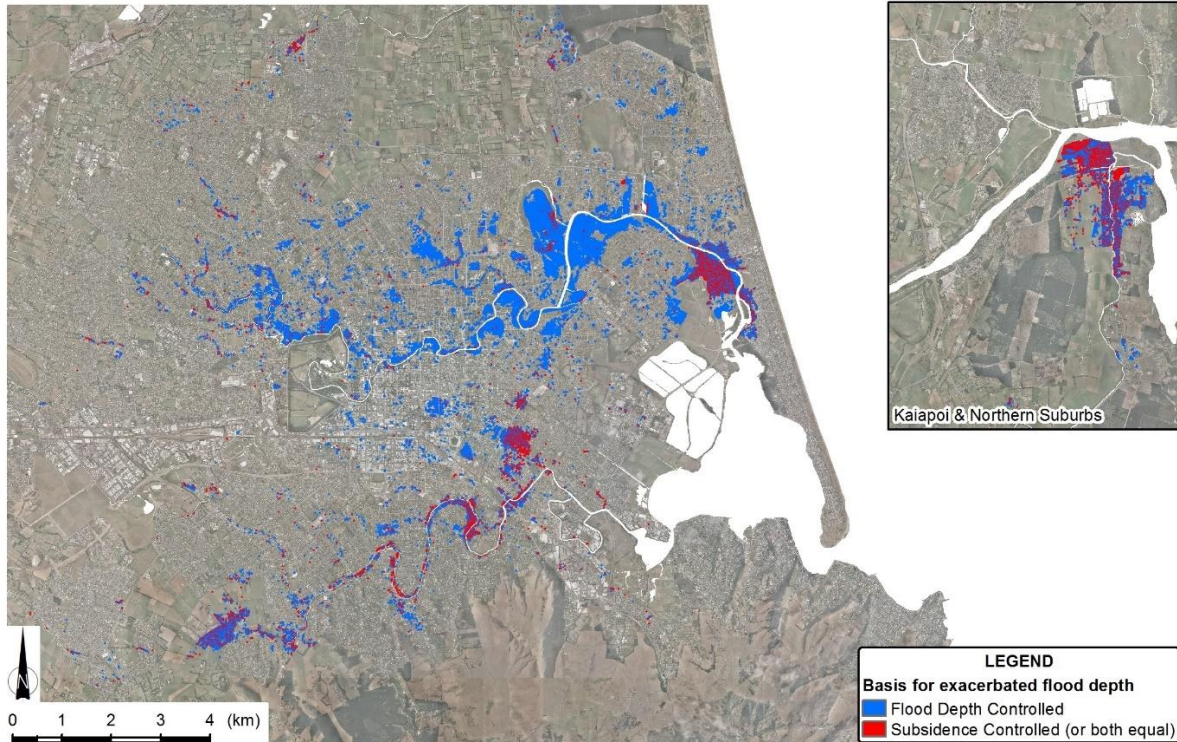 Kaiapoi & Northern Suburbs
N
0 1 2 3 4 (km)
LEGEND
Basis for exacerbated flood depth
Flood Depth Controlled
Subsidence Controlled (or both equal)